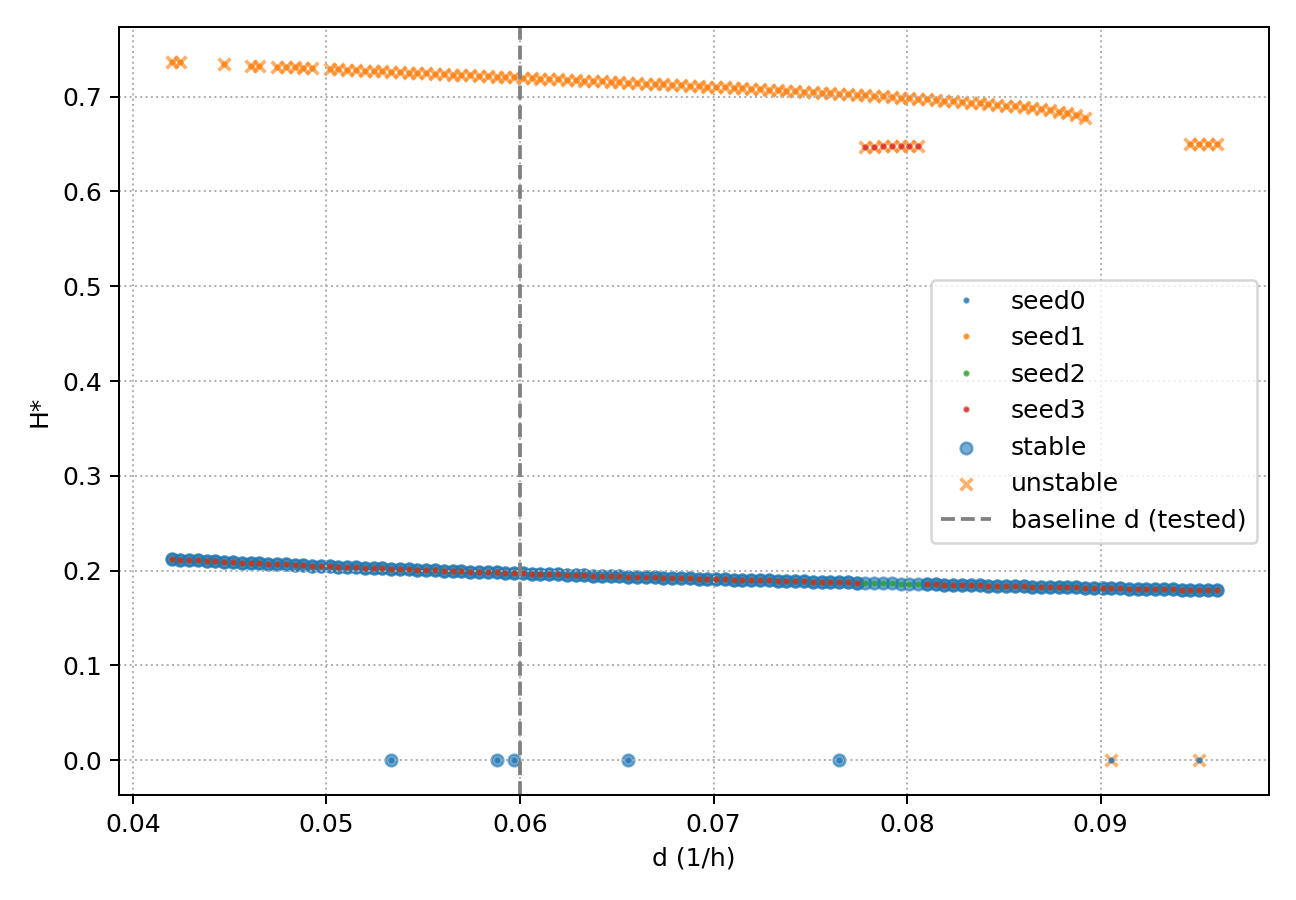 0.7
0.6
0.5
0.4
0.3
0.2
0.1
0.0
H*
seed0
seed1
seed2
seed3
stable
unstable
baseline d (tested)
0.04 0.05 0.06 0.07 0.08 0.09
d (1/h)